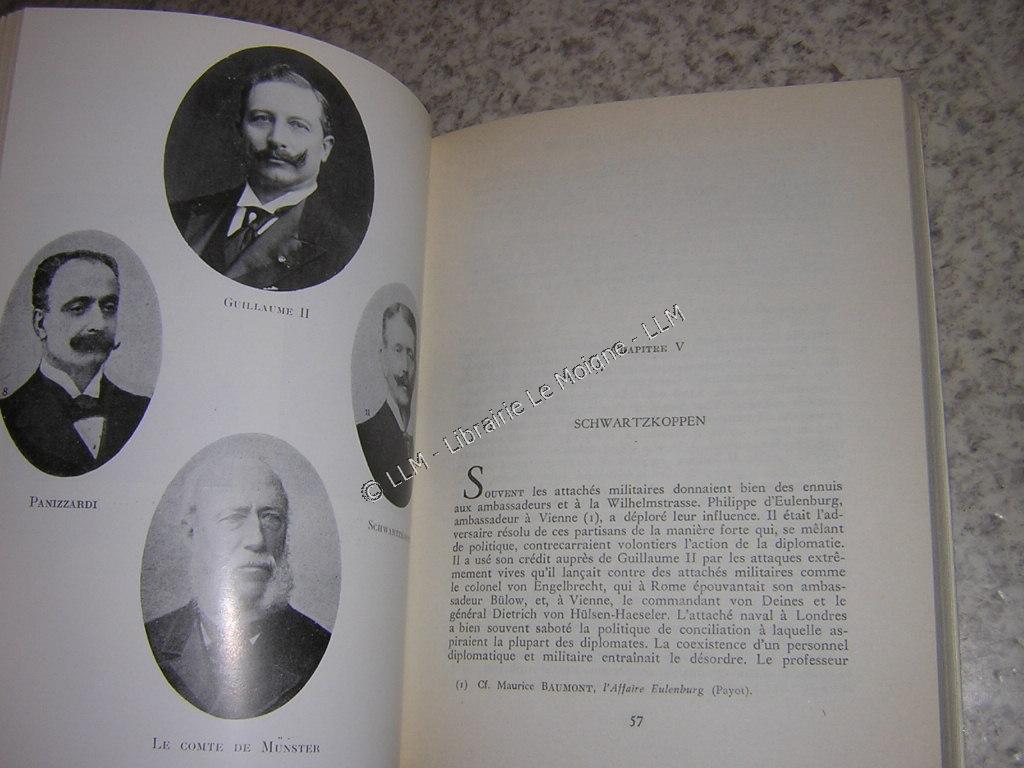 GUILLAUME II
8
PANIZZARDI
11
LE COMTE DE MÜNSTER
© LLM - Librairie Le Moigne - LLM
CHAPITRE V
SCHWARTZKOPPEN
SOUVENT les attachés militaires donnaient bien des ennuis
aux ambassadeurs et à la Wilhelmstrasse. Philippe d'Eulenburg,
ambassadeur à Vienne (1), a déploré leur influence. Il était l'ad-
versaire résolu de ces partisans de la manière forte qui, se mêlant
de politique, contrecarraient volontiers l'action de la diplomatie.
Il a usé son crédit auprès de Guillaume II par les attaques extrê-
mement vives qu'il lançait contre des attachés militaires comme
le colonel von Engelbrecht, qui à Rome épouvantait son ambas-
sadeur Bülow, et, à Vienne, le commandant von Deines et le
général Dietrich von Hülsen-Haeseler. L'attaché naval à Londres
a bien souvent saboté la politique de conciliation à laquelle as-
piraient la plupart des diplomates. La coexistence d'un personnel
diplomatique et militaire entraînait le désordre. Le professeur
(1) Cf. Maurice BAUMONT, l'Affaire Eulenburg (Payot).
57